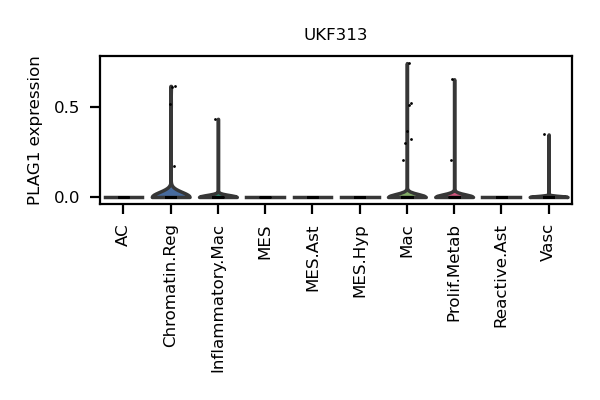 UKF313
PLAG1 expression
0.5
0.0
AC
Chromatin.Reg
Inflammatory.Mac
MES
MES.Ast
MES.Hyp
Mac
Prolif.Metab
Reactive.Ast
Vasc